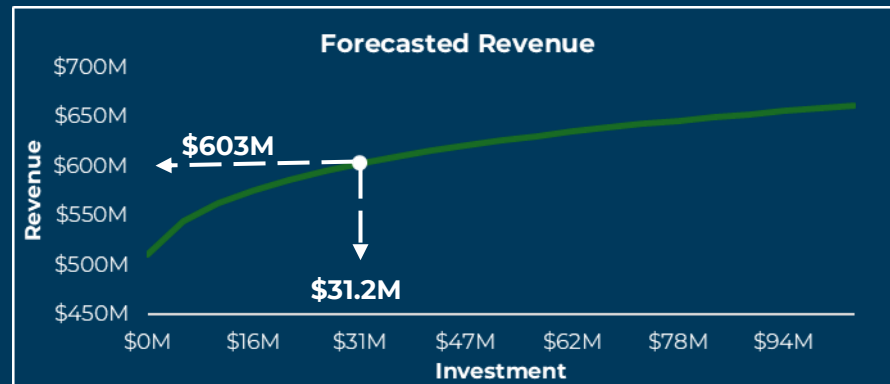 Forecasted Revenue
$700M
$650M
$603M
$600M
$550M
$500M
$31.2M
$450M
Revenue
$0M $16M $31M $47M $62M $78M $94M
Investment